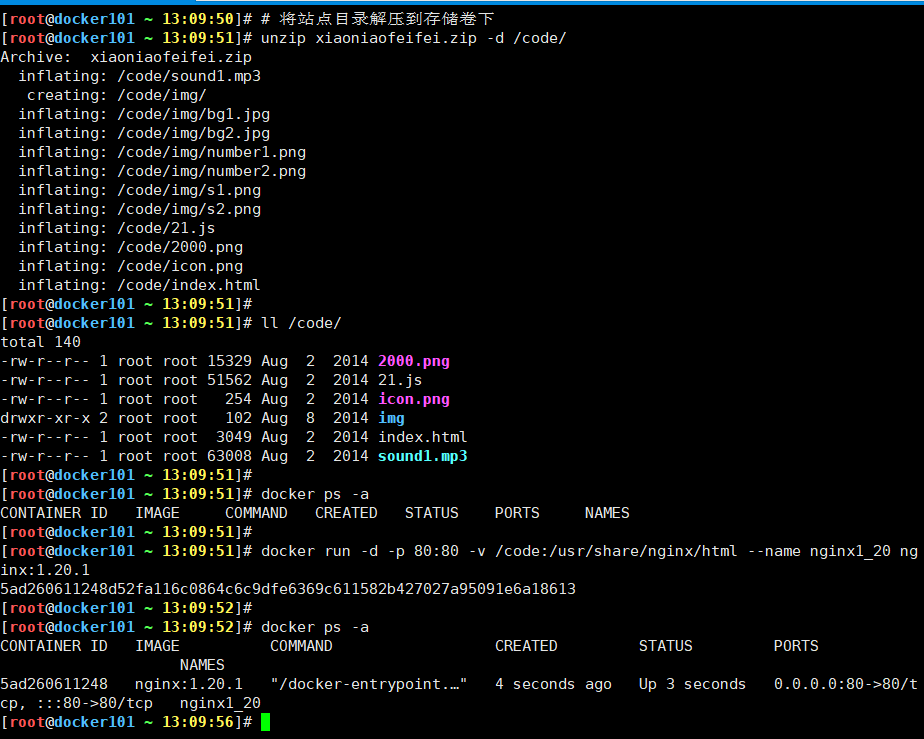 [root@docker101 ~ 13:09:50]# # 将站点目录解压到存储卷下
[root@docker101 ~ 13:09:51]# unzip xiaoniaofeifei.zip -d /code/
Archive:  xiaoniaofeifei.zip
  inflating: /code/sound1.mp3
   creating: /code/img/
  inflating: /code/img/bg1.jpg
  inflating: /code/img/bg2.jpg
  inflating: /code/img/number1.png
  inflating: /code/img/number2.png
  inflating: /code/img/s1.png
  inflating: /code/img/s2.png
  inflating: /code/21.js
  inflating: /code/2000.png
  inflating: /code/icon.png
  inflating: /code/index.html
[root@docker101 ~ 13:09:51]#
[root@docker101 ~ 13:09:51]# ll /code/
total 140
-rw-r--r-- 1 root root 15329 Aug  2  2014 2000.png
-rw-r--r-- 1 root root 51562 Aug  2  2014 21.js
-rw-r--r-- 1 root root   254 Aug  2  2014 icon.png
drwxr-xr-x 2 root root   102 Aug  8  2014 img
-rw-r--r-- 1 root root  3049 Aug  2  2014 index.html
-rw-r--r-- 1 root root 63008 Aug  2  2014 sound1.mp3
[root@docker101 ~ 13:09:51]#
[root@docker101 ~ 13:09:51]# docker ps -a
CONTAINER ID   IMAGE     COMMAND   CREATED   STATUS    PORTS     NAMES
[root@docker101 ~ 13:09:51]#
[root@docker101 ~ 13:09:51]# docker run -d -p 80:80 -v /code:/usr/share/nginx/html --name nginx1_20 ng
inx:1.20.1
5ad260611248d52fa116c0864c6c9dfe6369c611582b427027a95091e6a18613
[root@docker101 ~ 13:09:52]#
[root@docker101 ~ 13:09:52]# docker ps -a
CONTAINER ID   IMAGE          COMMAND                  CREATED         STATUS         PORTS
                    NAMES
5ad260611248   nginx:1.20.1   "/docker-entrypoint.…"   4 seconds ago   Up 3 seconds   0.0.0.0:80->80/t
cp, :::80->80/tcp   nginx1_20
[root@docker101 ~ 13:09:56]#